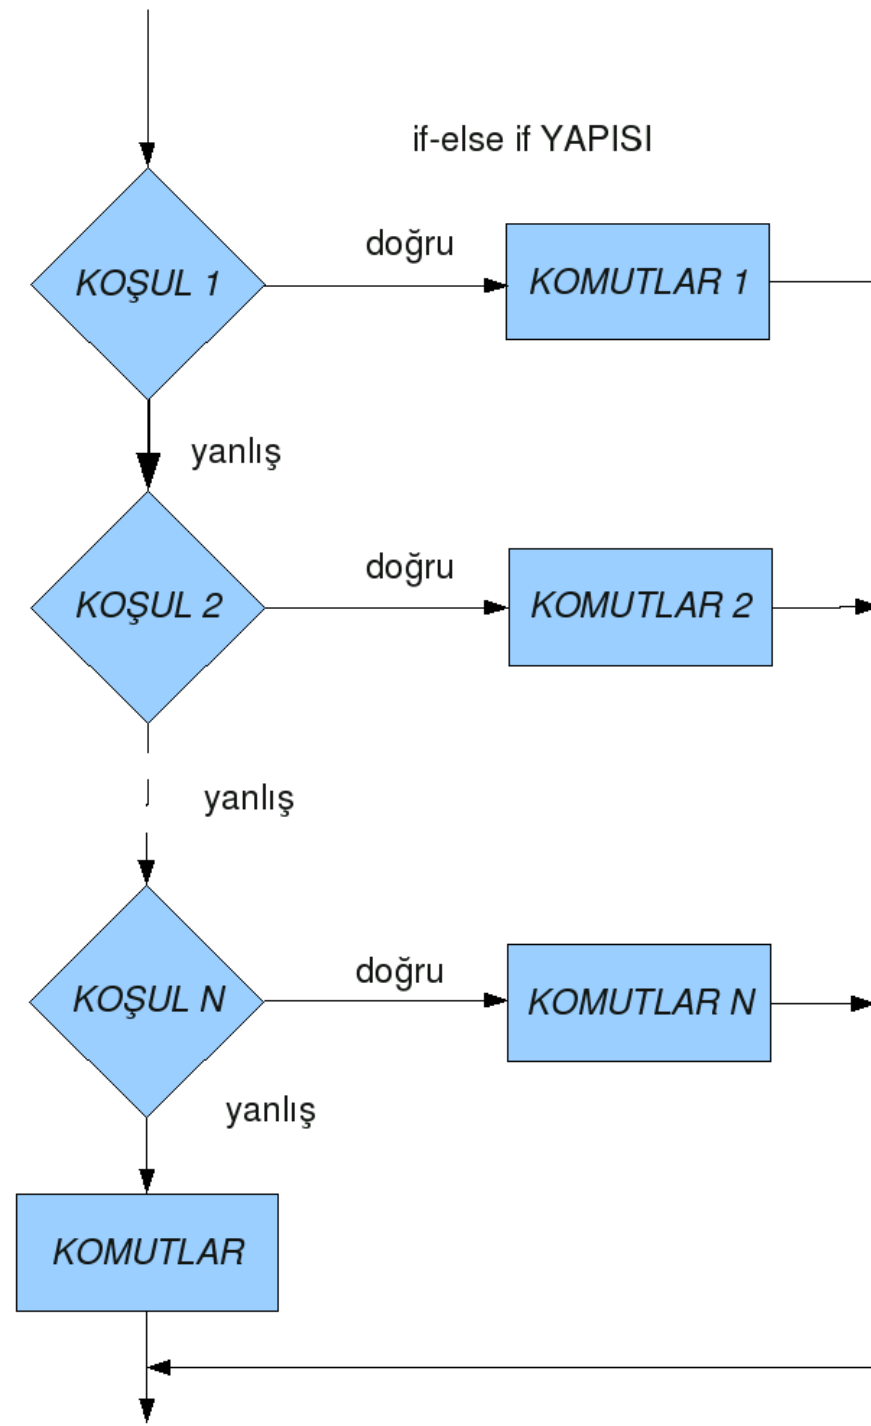 if-else if YAPISI
doğru
KOŞUL 1
KOMUTLAR 1
yanlış
doğru
KOŞUL 2
KOMUTLAR 2
yanlış
doğru
KOŞUL N
KOMUTLAR N
yanlış
KOMUTLAR